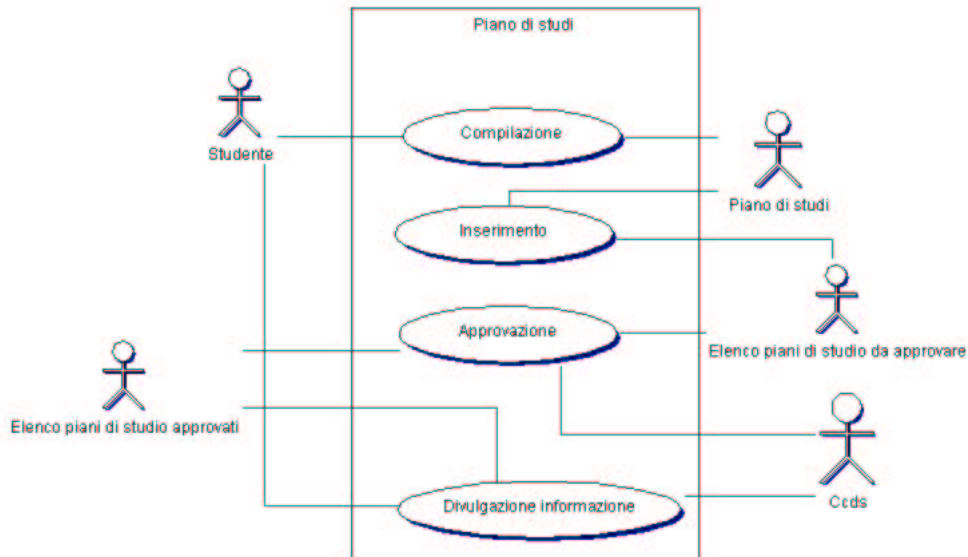 Piano di studi
Compilazione
Studente
Piano di studi
Inserimento
Approvazione
Elenco piani di studio da approvare
Elenco piani di studio approvati
Divulgazione informazione
Ccds